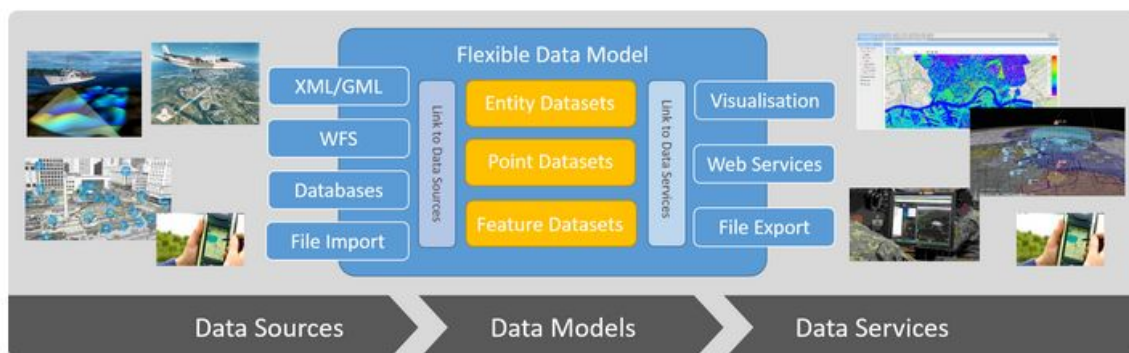 Flexible Data Model
XML/GML
WFS
Databases
File Import
Link to Data Sources
Entity Datasets
Point Datasets
Feature Datasets
Link to Data Services
Visualisation
Web Services
File Export
Data Sources
Data Models
Data Services